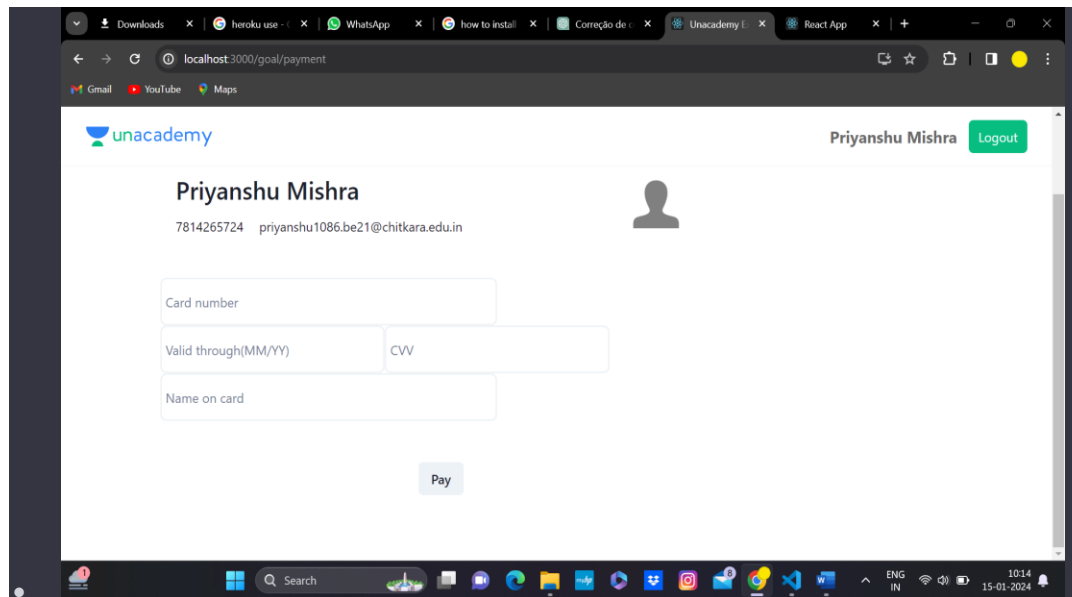 Downloads
heroku use - 
WhatsApp
how to install
Correção de c
Unacademy E
React App
localhost:3000/goal/payment
Gmail
YouTube
Maps
unacademy
Priyanshu Mishra
Logout
Priyanshu Mishra
7814265724 priyanshu1086.be21@chitkara.edu.in
Card number
Valid through(MM/YY)
CVV
Name on card
Pay
1
Search
8
ENG
IN
10:14
15-01-2024